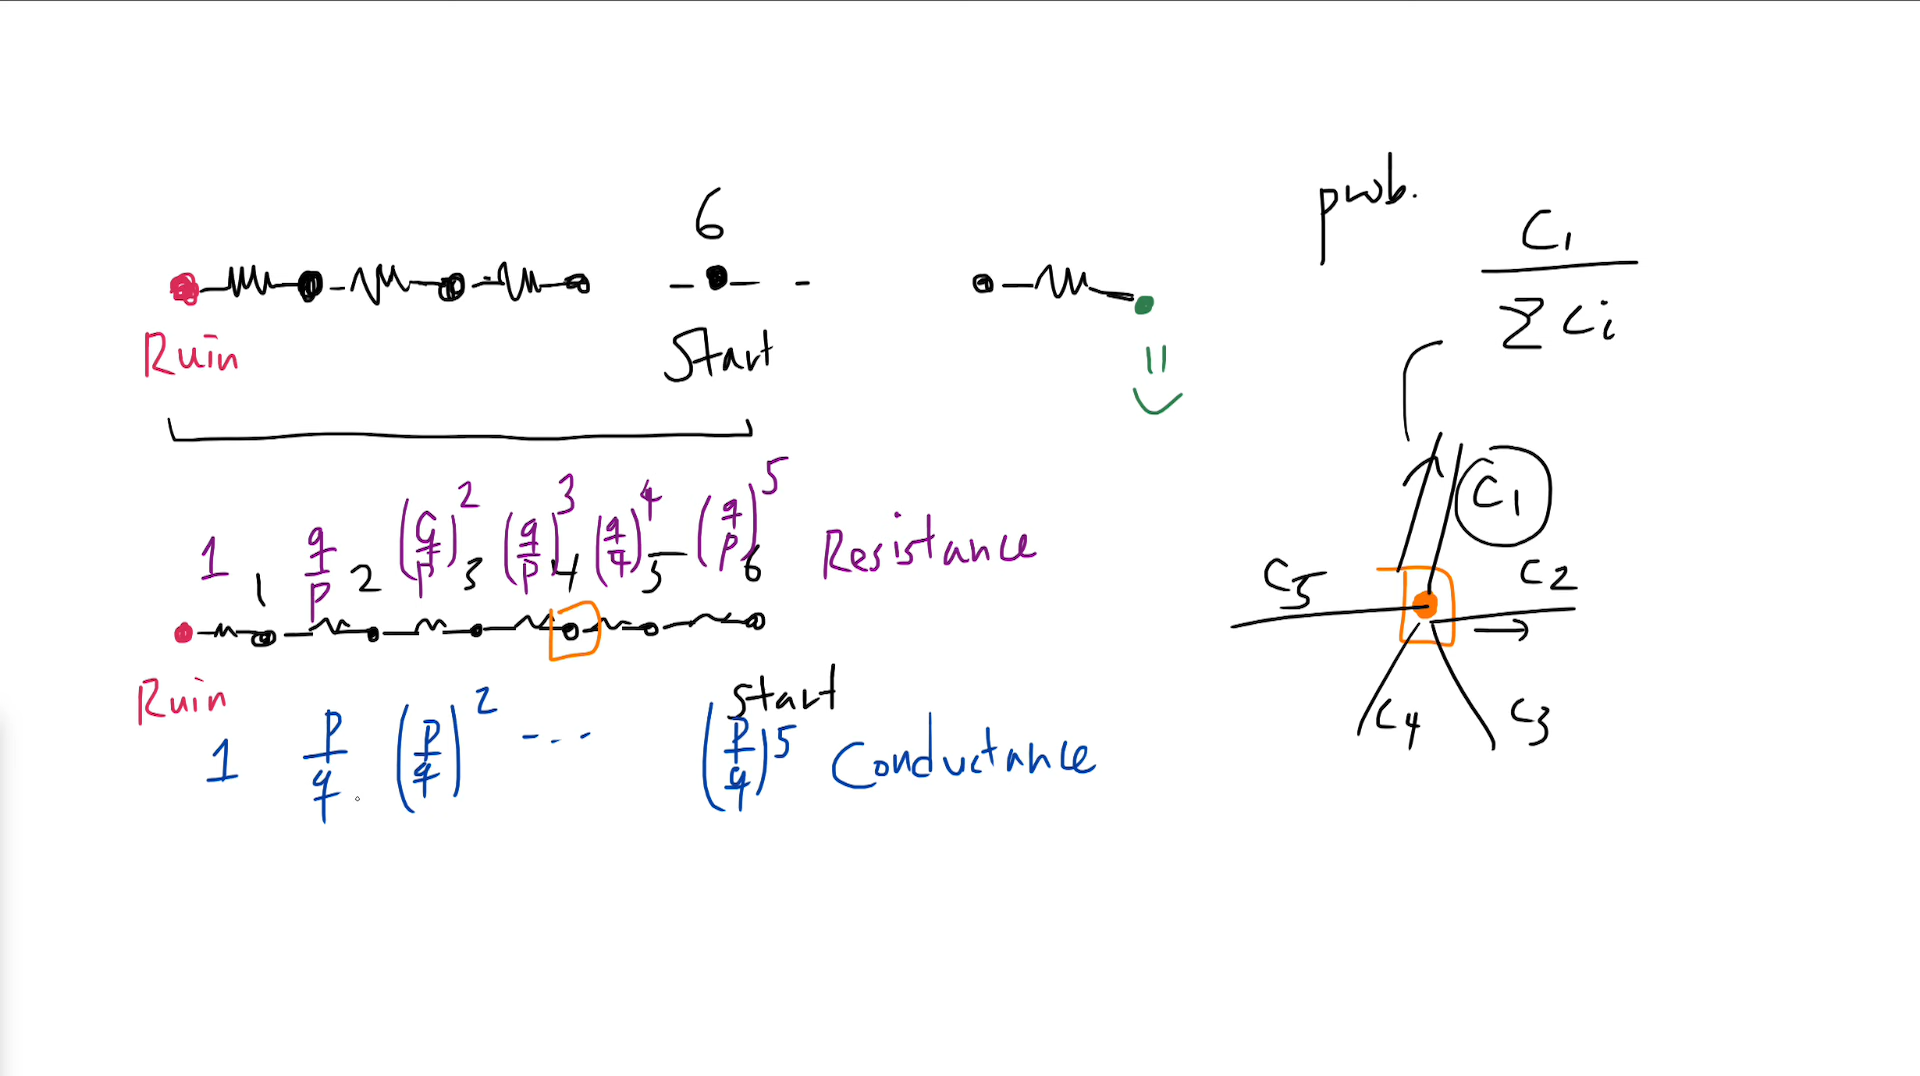 prob.
C1 / Σ Ci
6
Ruin
Start
1 q/p (q/p)^2 (q/p)^3 (q/q)^4 (q/p)^5 Resistance
1 2 3 4 5 6
Ruin
Start
1 p/q (p/q)^2 ... (p/q)^5 Conductance
C1
C5 C2
C4 C3